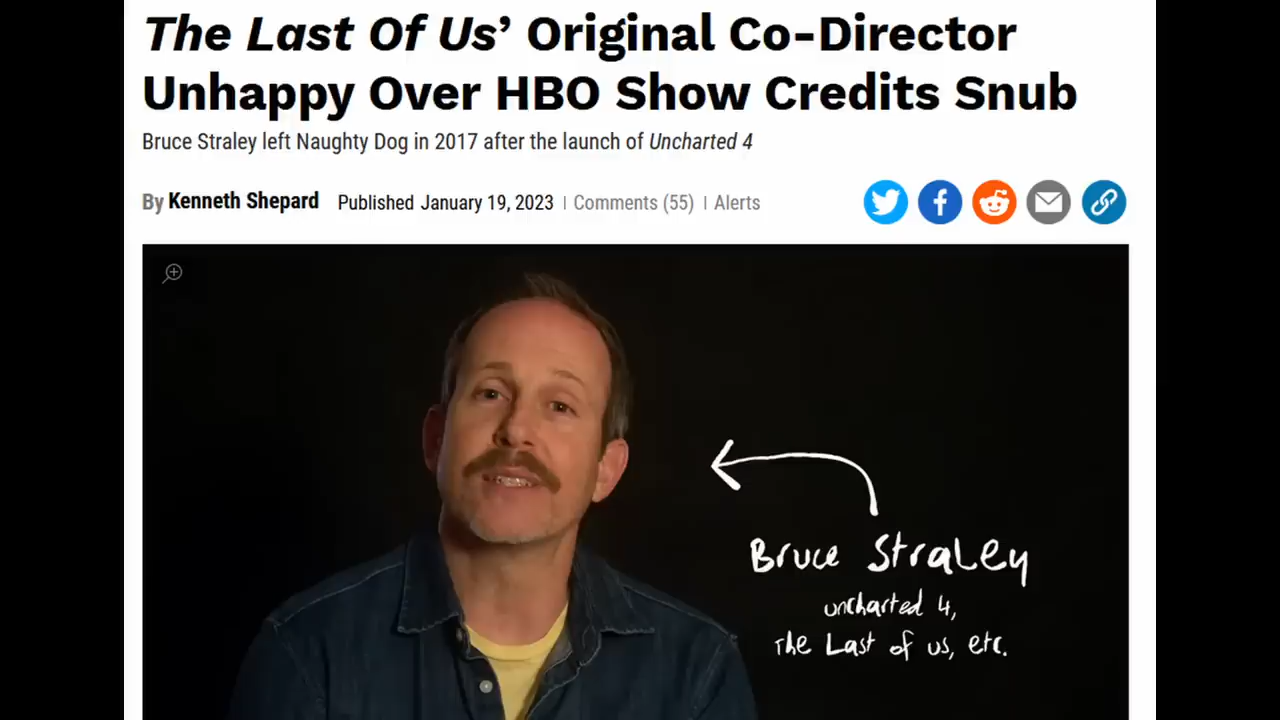 The Last Of Us’ Original Co-Director
Unhappy Over HBO Show Credits Snub
Bruce Straley left Naughty Dog in 2017 after the launch of Uncharted 4
By Kenneth Shepard Published January 19, 2023 | Comments (55) | Alerts
Bruce Straley
uncharted 4,
The Last of us, etc.